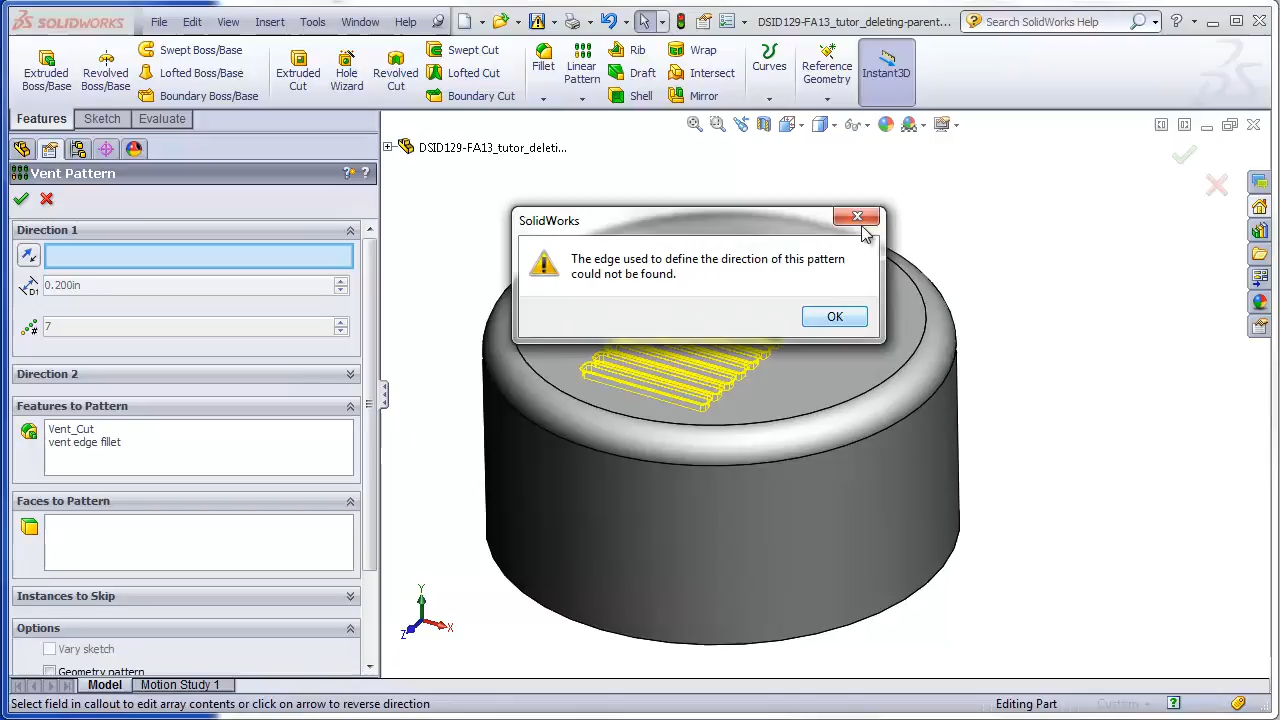 SOLIDWORKS File Edit View Insert Tools Window Help DSID129-FA13_tutor_deleting-parent... Search SolidWorks Help
Extruded Boss/Base
Revolved Boss/Base
Swept Boss/Base
Lofted Boss/Base
Boundary Boss/Base
Extruded Cut
Hole Wizard
Revolved Cut
Swept Cut
Lofted Cut
Boundary Cut
Fillet
Linear Pattern
Rib
Draft
Shell
Wrap
Intersect
Mirror
Curves
Reference Geometry
Instant3D
Features Sketch Evaluate
DSID129-FA13_tutor_deleti...
Vent Pattern
Direction 1
D1
0.200in
#
7
Direction 2
Features to Pattern
Vent_Cut
vent edge fillet
Faces to Pattern
Instances to Skip
Options
Vary sketch
Geometry pattern
SolidWorks
The edge used to define the direction of this pattern
could not be found.
OK
Y
X
Z
Model Motion Study 1
Select field in callout to edit array contents or click on arrow to reverse direction Editing Part Custom